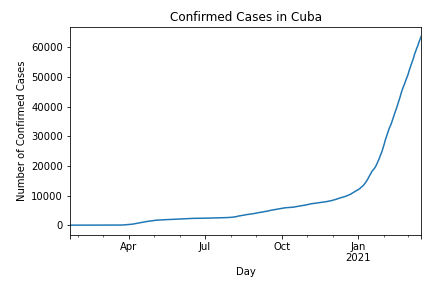 Confirmed Cases in Cuba
Number of Confirmed Cases
60000
50000
40000
30000
20000
10000
0
Apr
Jul
Oct
Jan
2021
Day